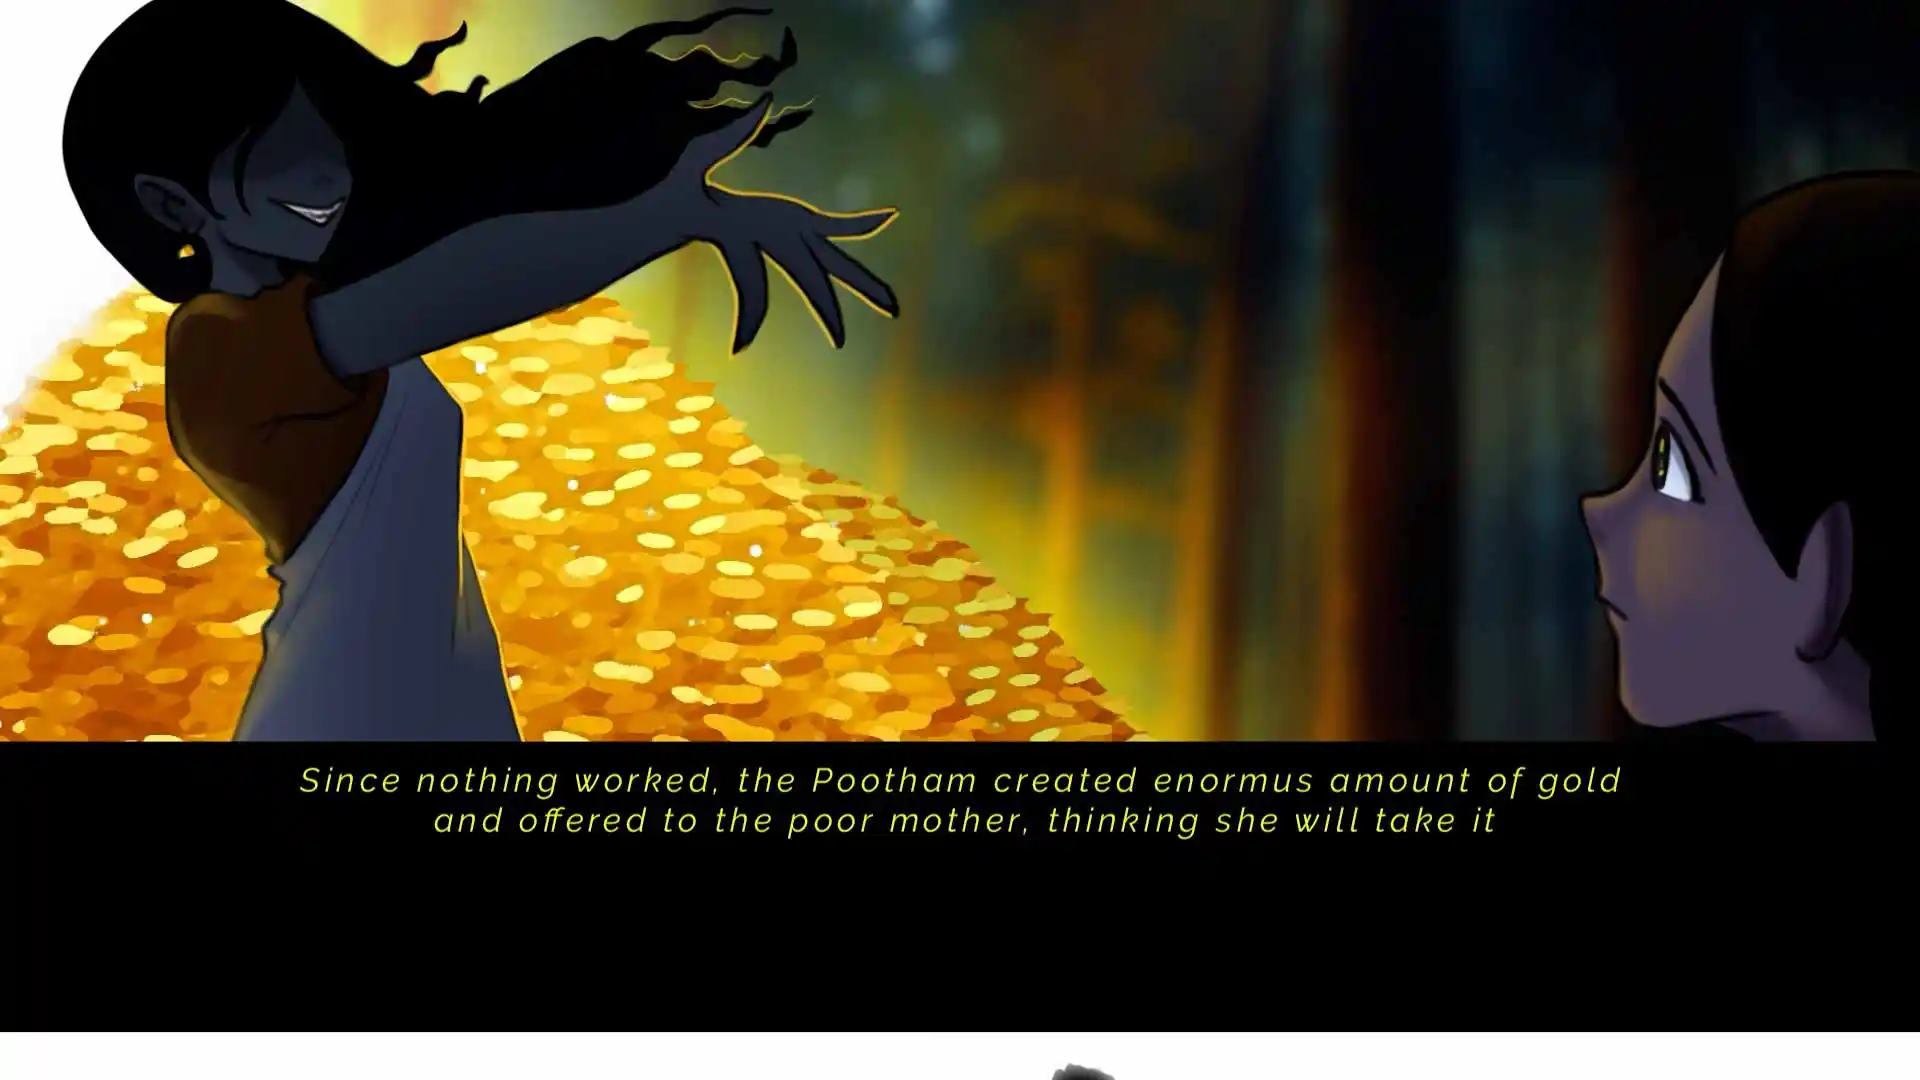 Since nothing worked, the Pootham created enormus amount of gold
and offered to the poor mother, thinking she will take it